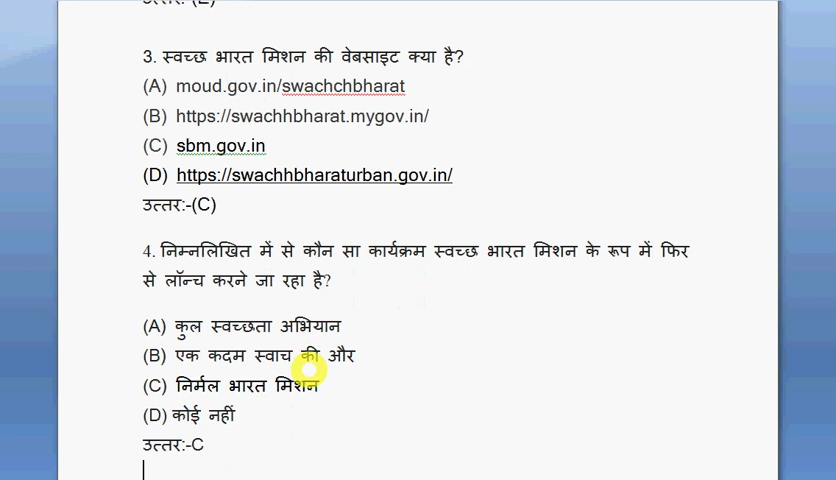 उत्तर:-(E)
3. स्वच्छ भारत मिशन की वेबसाइट क्या है?
(A) moud.gov.in/swachchbharat
(B) https://swachhbharat.mygov.in/
(C) sbm.gov.in
(D) https://swachhbharaturban.gov.in/
उत्तर:-(C)
4. निम्नलिखित में से कौन सा कार्यक्रम स्वच्छ भारत मिशन के रूप में फिर
से लॉन्च करने जा रहा है?
(A) कुल स्वच्छता अभियान
(B) एक कदम स्वाच की और
(C) निर्मल भारत मिशन
(D) कोई नहीं
उत्तर:-C